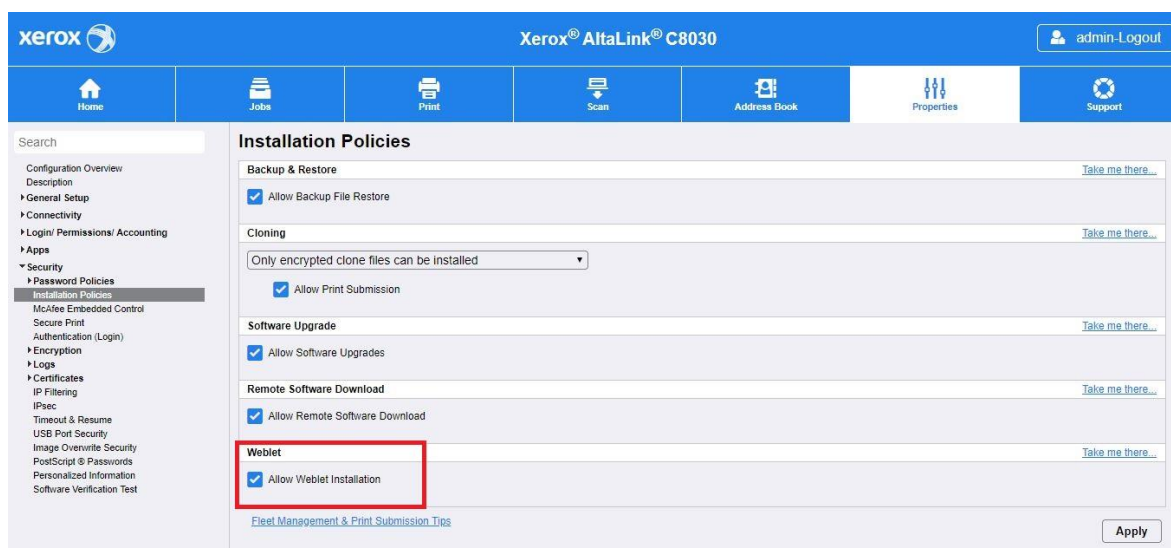 xerox
Xerox® AltaLink® C8030
admin-Logout
Home
Jobs
Print
Scan
Address Book
Properties
Support
Search
Configuration Overview
Description
General Setup
Connectivity
Login/ Permissions/ Accounting
Apps
Security
Password Policies
Installation Policies
McAfee Embedded Control
Secure Print
Authentication (Login)
Encryption
Logs
Certificates
IP Filtering
IPsec
Timeout & Resume
USB Port Security
Image Overwrite Security
PostScript ® Passwords
Personalized Information
Software Verification Test
Installation Policies
Backup & Restore
Take me there...
Allow Backup File Restore
Cloning
Take me there...
Only encrypted clone files can be installed
Allow Print Submission
Software Upgrade
Take me there...
Allow Software Upgrades
Remote Software Download
Take me there...
Allow Remote Software Download
Weblet
Take me there...
Allow Weblet Installation
Fleet Management & Print Submission Tips
Apply